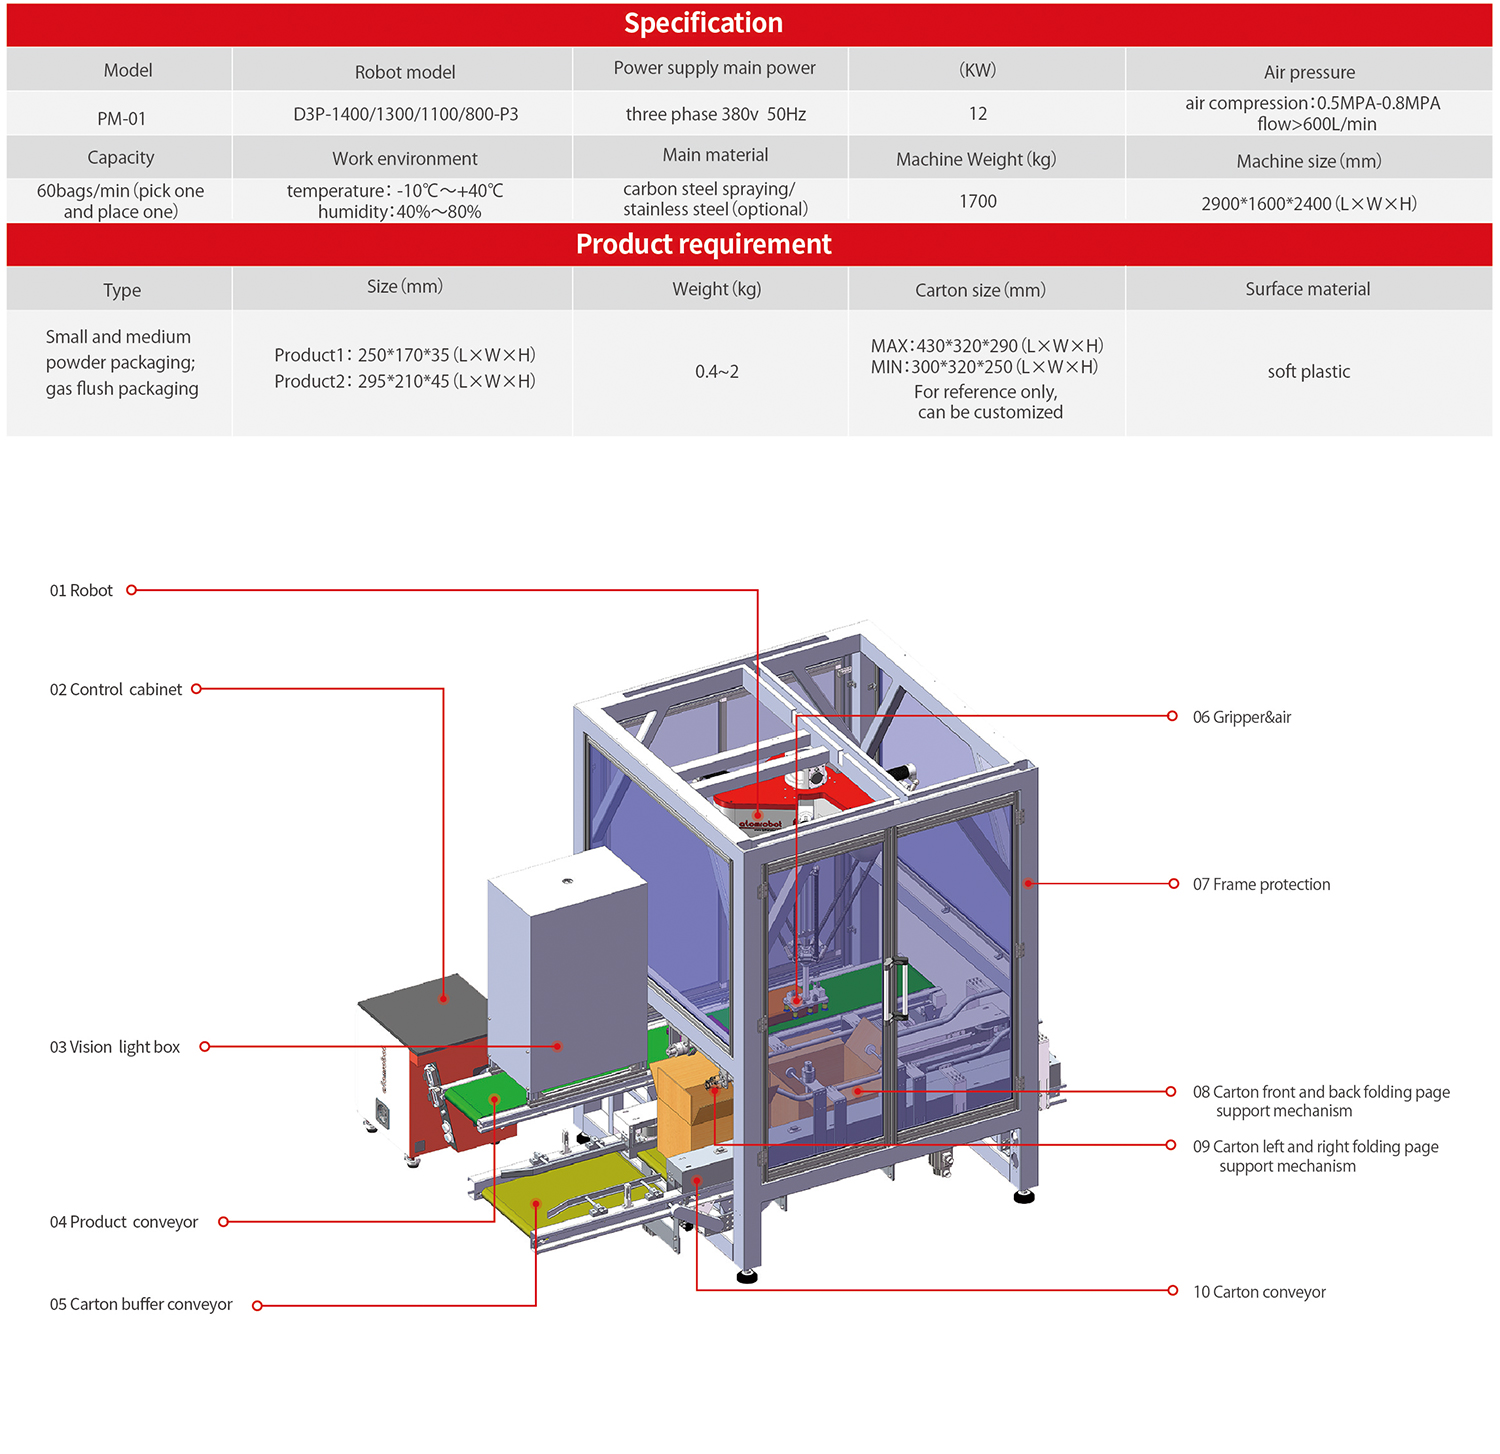 Specification
Model
Robot model
Power supply main power
(KW)
Air pressure
PM-01
D3P-1400/1300/1100/800-P3
three phase 380v 50Hz
12
air compression:0.5MPA-0.8MPA
flow>600L/min
Capacity
Work environment
Main material
Machine Weight(kg)
Machine size(mm)
60bags/min(pick one
and place one)
temperature: -10℃～+40℃
humidity:40%～80%
carbon steel spraying/
stainless steel(optional)
1700
2900*1600*2400(L×W×H)
Product requirement
Type
Size(mm)
Weight(kg)
Carton size(mm)
Surface material
Small and medium
powder packaging;
gas flush packaging
Product1: 250*170*35(L×W×H)
Product2: 295*210*45(L×W×H)
0.4~2
MAX:430*320*290(L×W×H)
MIN:300*320*250(L×W×H)
For reference only,
can be customized
soft plastic
01 Robot
02 Control cabinet
06 Gripper&air
atomrobot
07 Frame protection
03 Vision light box
08 Carton front and back folding page
support mechanism
09 Carton left and right folding page
support mechanism
04 Product conveyor
10 Carton conveyor
05 Carton buffer conveyor